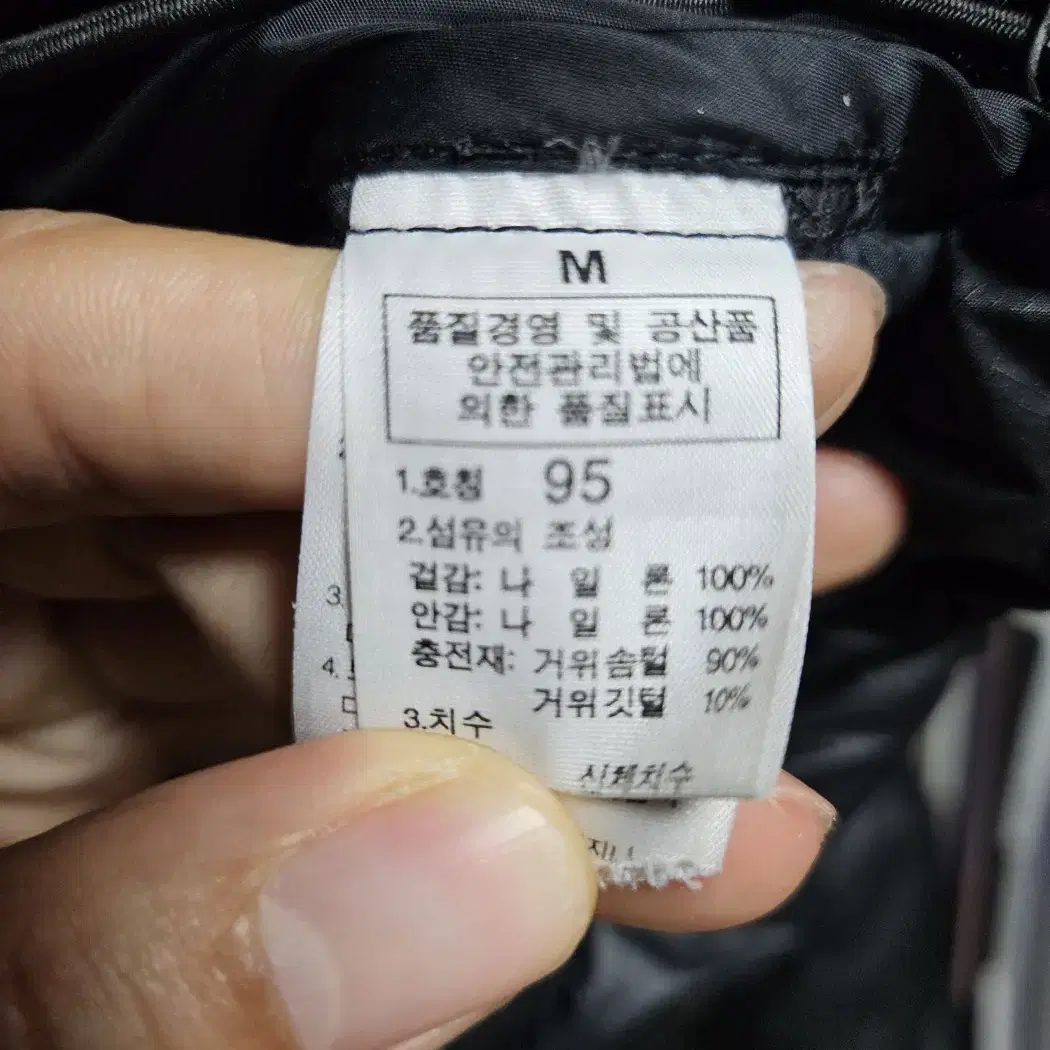 M
품질경영 및 공산품
안전관리법에
의한 품질표시
1.호칭 95
2.섬유의 조성
겉감: 나 일 론 100%
안감: 나 일 론 100%
충전재: 거위솜털 90%
거위깃털 10%
3.치수
신체치수
3.
4.